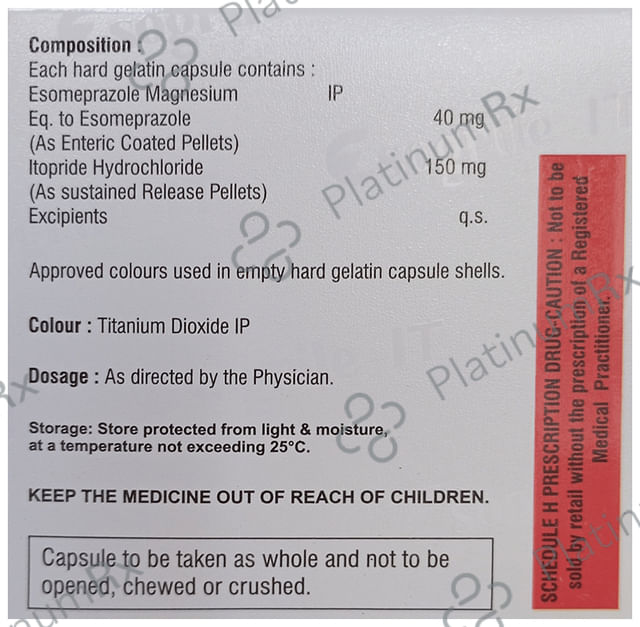 Composition :
Each hard gelatin capsule contains :
Esomeprazole Magnesium IP
Eq. to Esomeprazole 40 mg
(As Enteric Coated Pellets)
Itopride Hydrochloride 150 mg
(As sustained Release Pellets)
Excipients q.s.
Approved colours used in empty hard gelatin capsule shells.
Colour : Titanium Dioxide IP
Dosage : As directed by the Physician.
Storage: Store protected from light & moisture,
at a temperature not exceeding 25°C.
KEEP THE MEDICINE OUT OF REACH OF CHILDREN.
Capsule to be taken as whole and not to be
opened, chewed or crushed.
SCHEDULE H PRESCRIPTION DRUG-CAUTION : Not to be
sold by retail without the prescription of a Registered
Medical Practitioner.
PlatinumRx
PlatinumRx